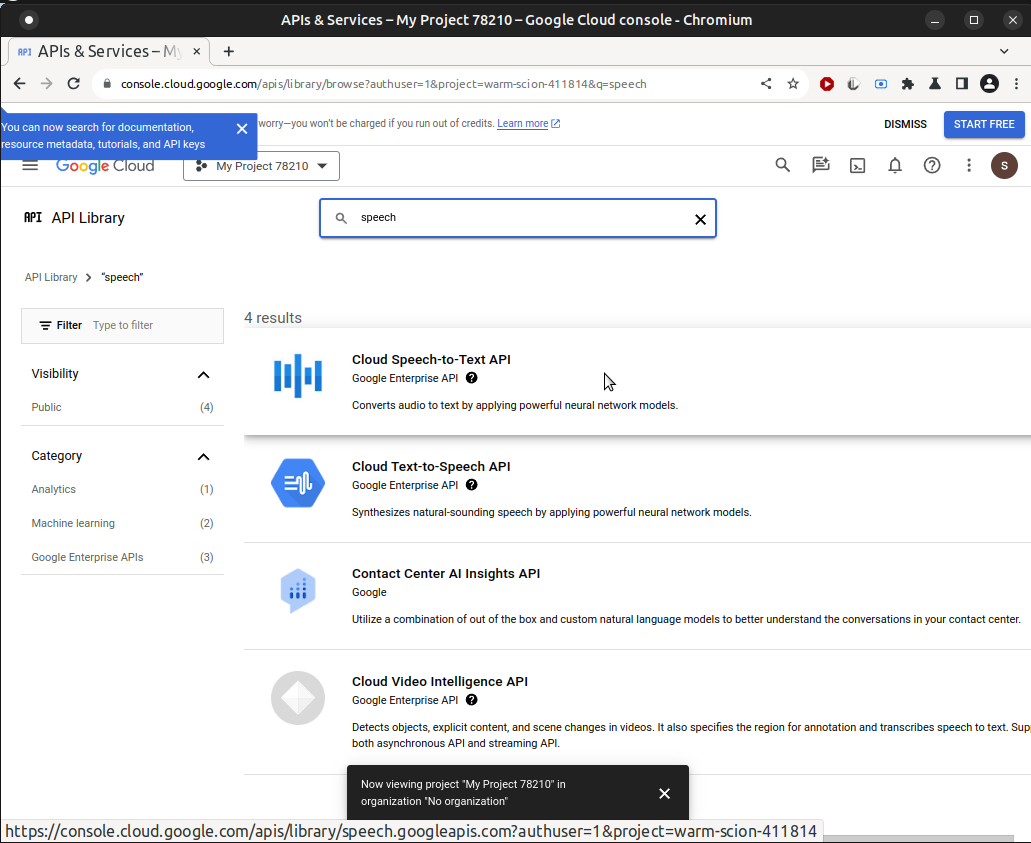 APIs & Services – My Project 78210 – Google Cloud console - Chromium
API APIs & Services – My
console.cloud.google.com/apis/library/browse?authuser=1&project=warm-scion-411814&q=speech
You can now search for documentation,
resource metadata, tutorials, and API keys
worry—you won't be charged if you run out of credits. Learn more
DISMISS
START FREE
Google Cloud
My Project 78210
S
API API Library
speech
API Library > "speech"
Filter Type to filter
4 results
Visibility
Public (4)
Category
Analytics (1)
Machine learning (2)
Google Enterprise APIs (3)
Cloud Speech-to-Text API
Google Enterprise API
Converts audio to text by applying powerful neural network models.
Cloud Text-to-Speech API
Google Enterprise API
Synthesizes natural-sounding speech by applying powerful neural network models.
Contact Center AI Insights API
Google
Utilize a combination of out of the box and custom natural language models to better understand the conversations in your contact center.
Cloud Video Intelligence API
Google Enterprise API
Detects objects, explicit content, and scene changes in videos. It also specifies the region for annotation and transcribes speech to text. Sup
both asynchronous API and streaming API.
Now viewing project "My Project 78210" in
organization "No organization"
https://console.cloud.google.com/apis/library/speech.googleapis.com?authuser=1&project=warm-scion-411814